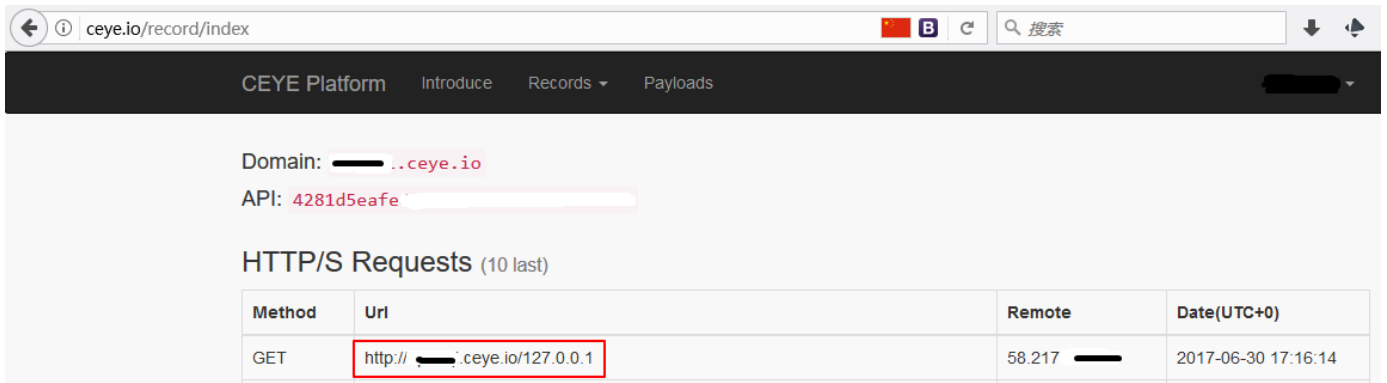 ceye.io/record/index B 搜索
CEYE Platform Introduce Records Payloads
Domain: .ceye.io
API: 4281d5eafe
HTTP/S Requests (10 last)
Method Url Remote Date(UTC+0)
GET http:// .ceye.io/127.0.0.1 58.217 2017-06-30 17:16:14